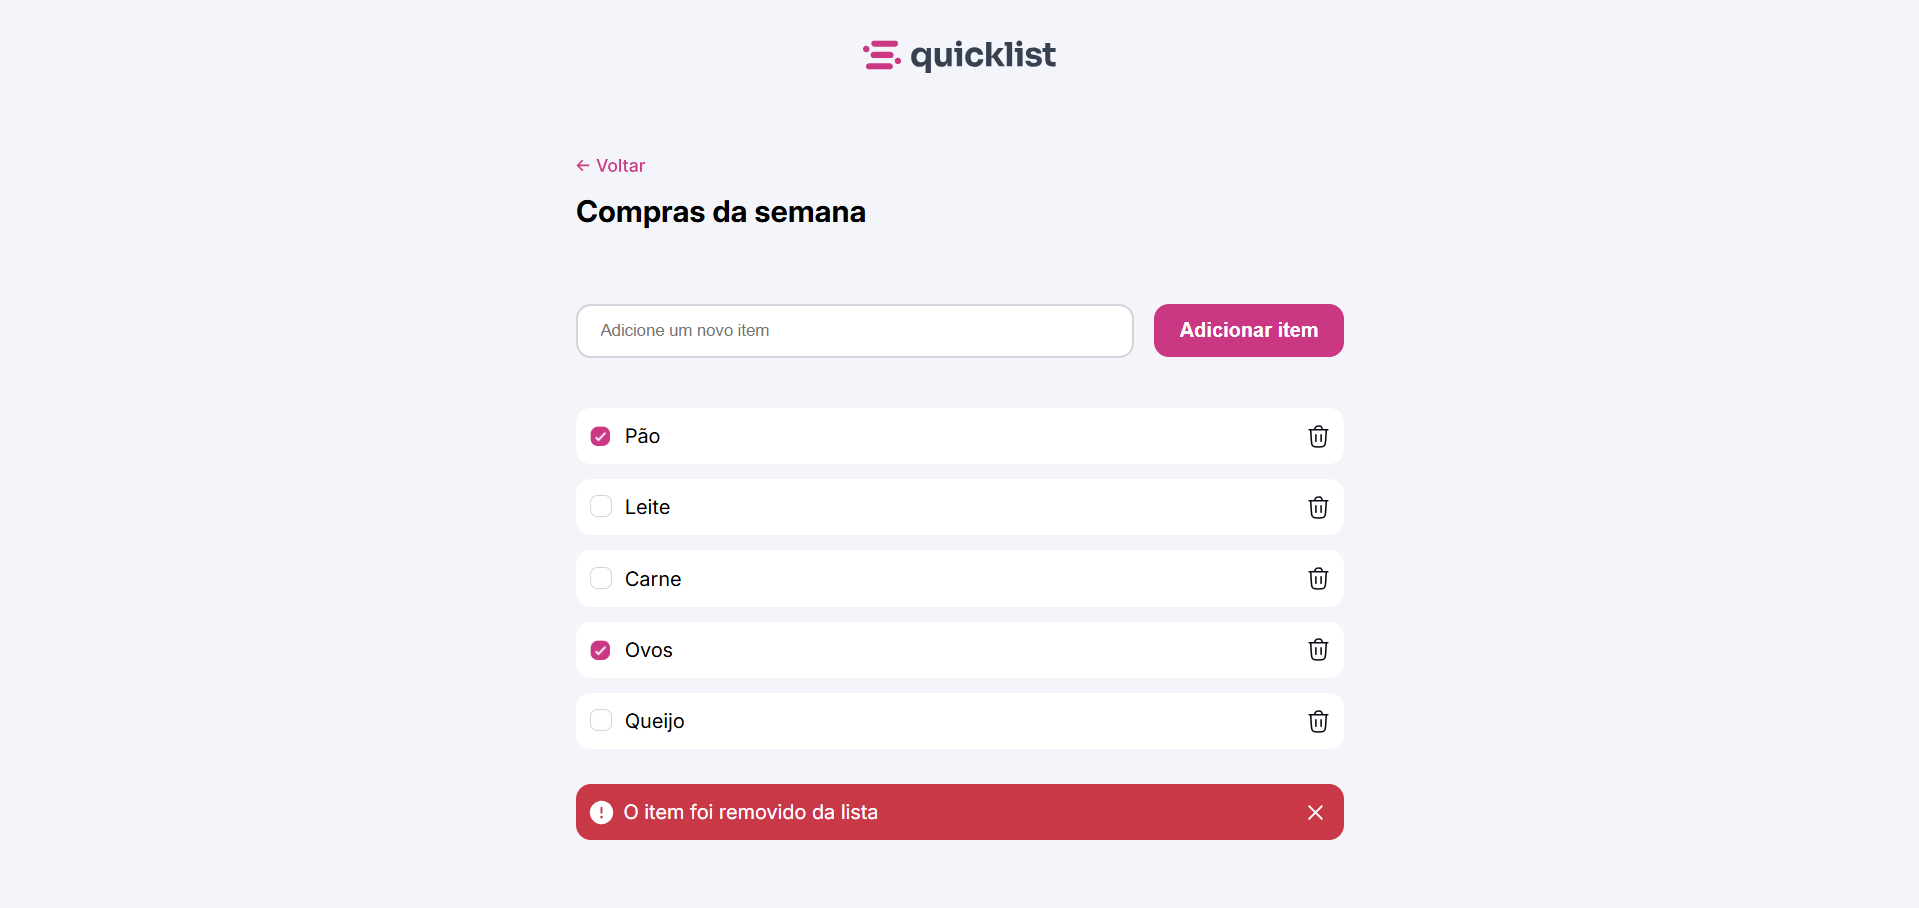 quicklist
← Voltar
Compras da semana
Adicione um novo item
Adicionar item
Pão
Leite
Carne
Ovos
Queijo
O item foi removido da lista